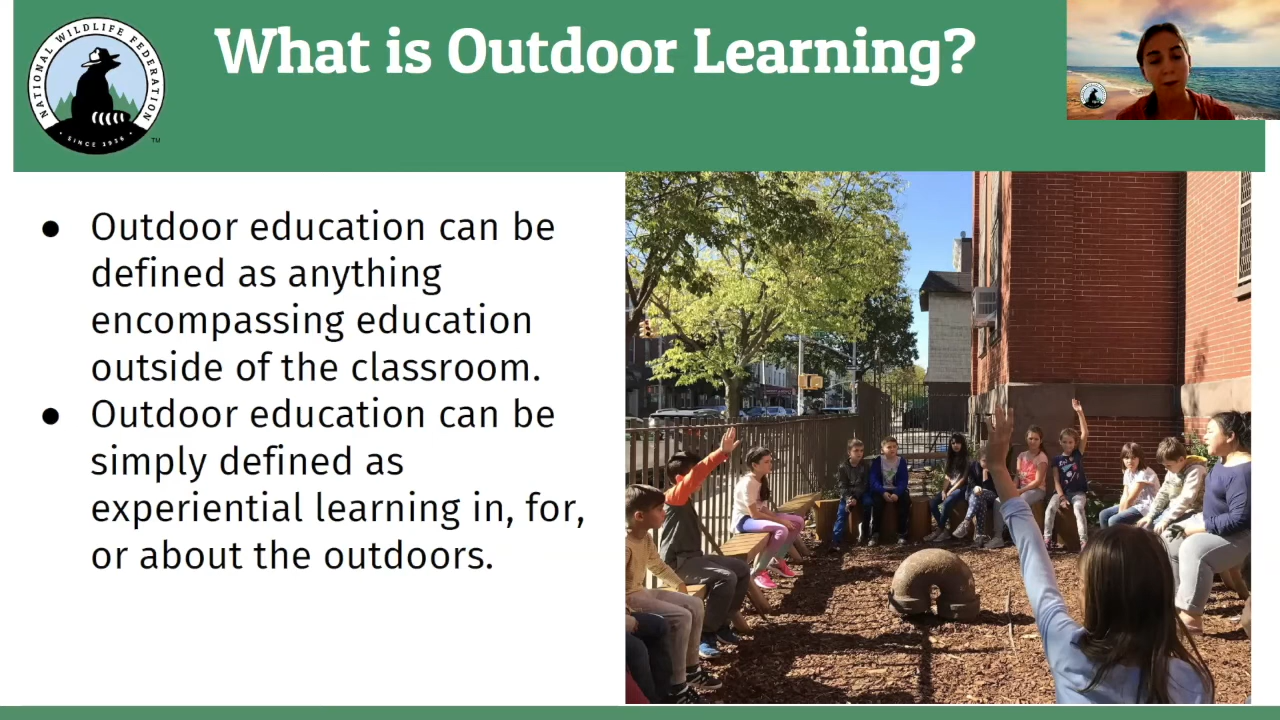 NATIONAL WILDLIFE FEDERATION
• SINCE 1936 •
TM
What is Outdoor Learning?
● Outdoor education can be
defined as anything
encompassing education
outside of the classroom.
● Outdoor education can be
simply defined as
experiential learning in, for,
or about the outdoors.